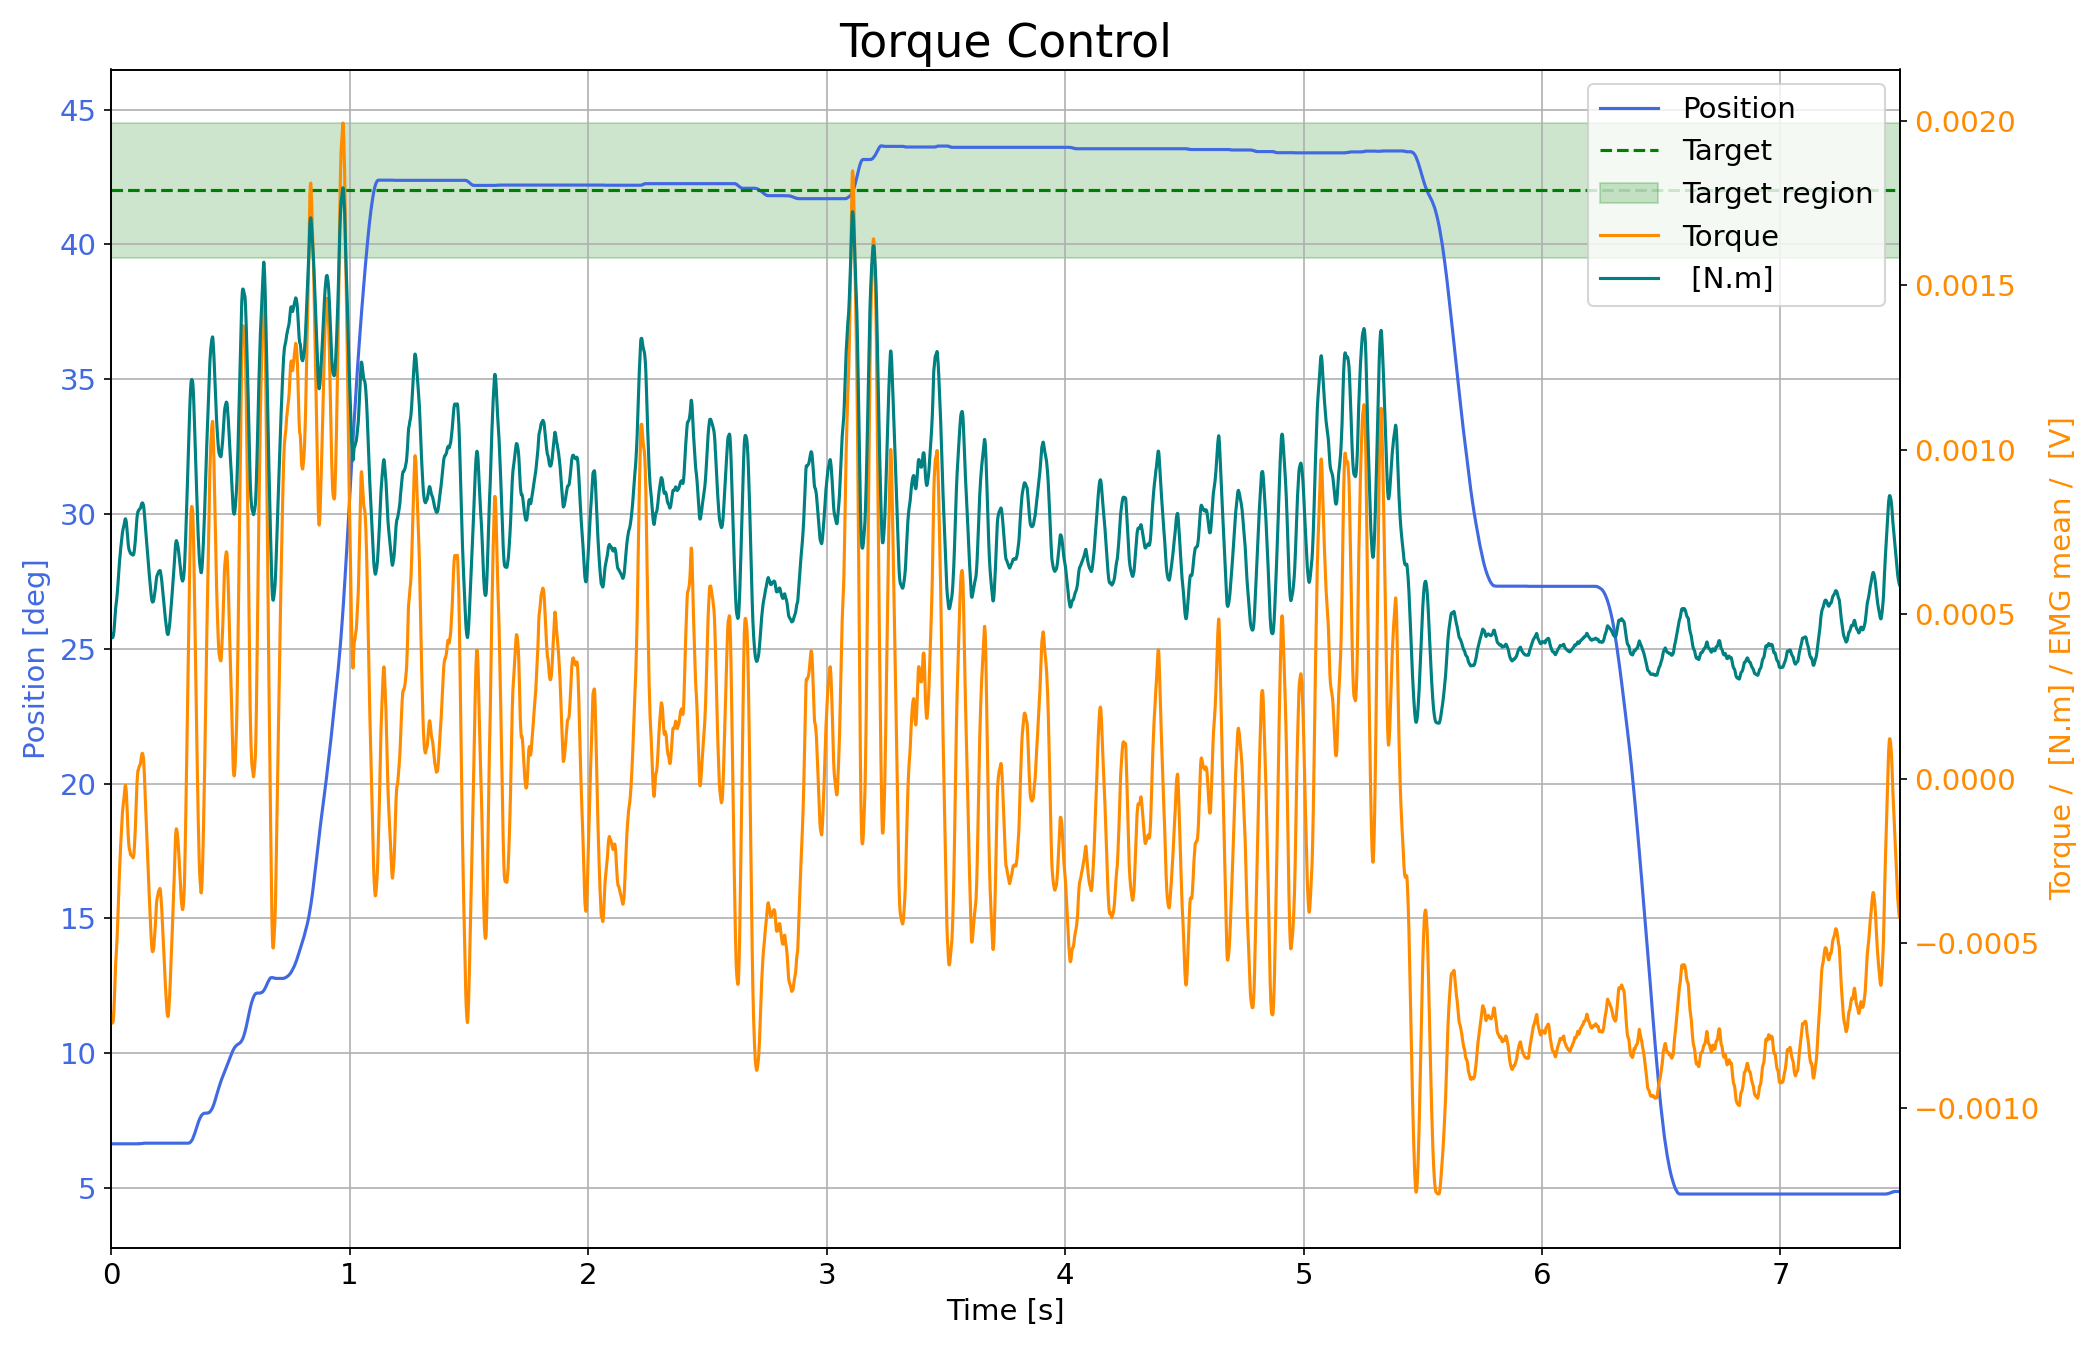 Torque Control
45
40
35
30
25
20
15
10
5
Position [deg]
0 1 2 3 4 5 6 7
Time [s]
0.0020
0.0015
0.0010
0.0005
0.0000
−0.0005
−0.0010
Torque / [N.m] / EMG mean / [V]
Position
Target
Target region
Torque
[N.m]